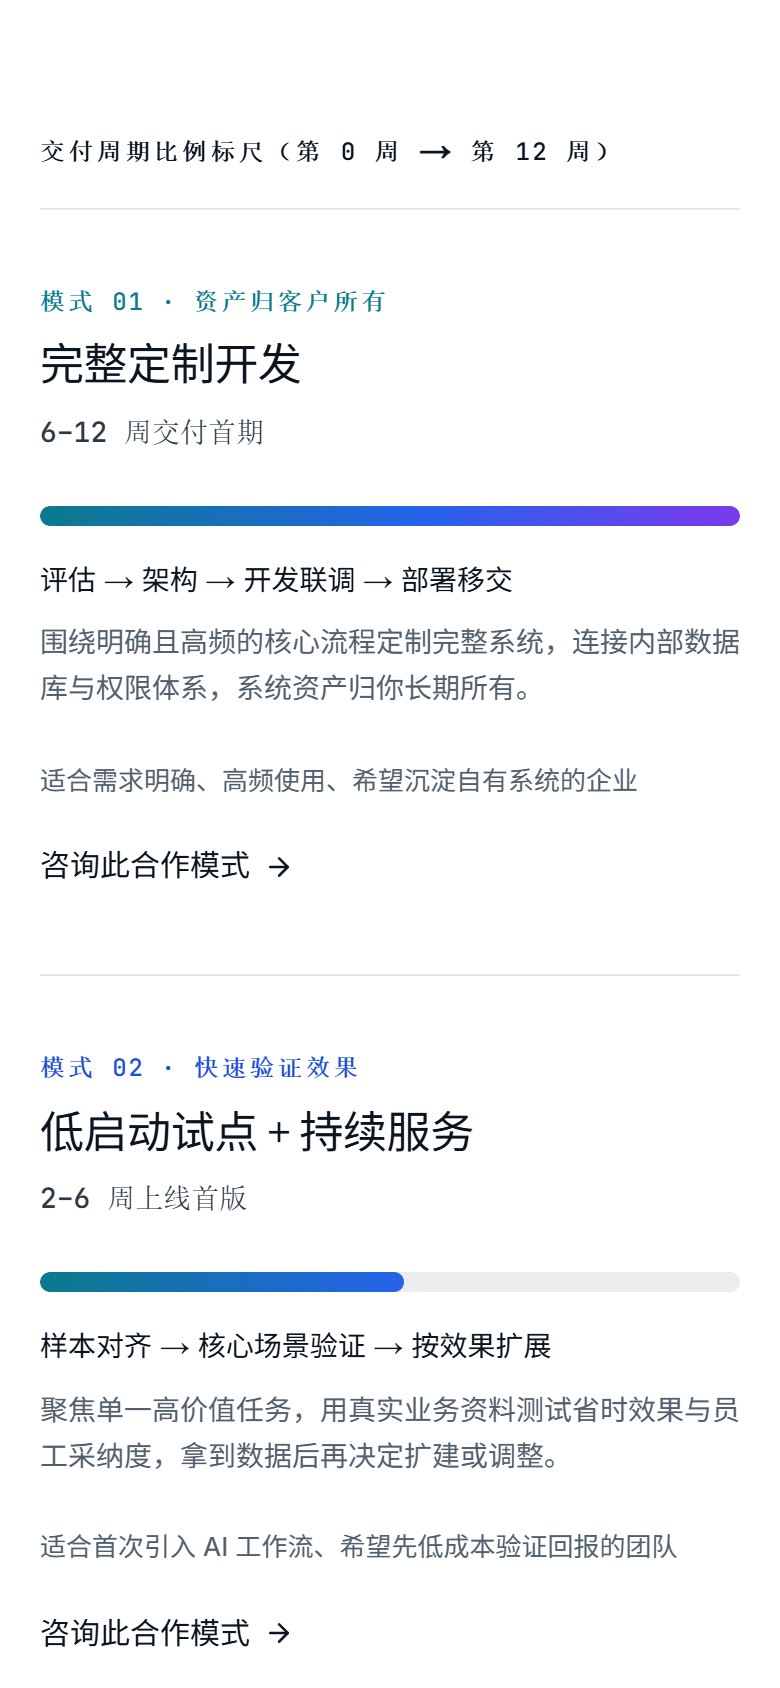 交付周期比例标尺（第 0 周 → 第 12 周）
模式 01 · 资产归客户所有
完整定制开发
6–12 周交付首期
评估 → 架构 → 开发联调 → 部署移交
围绕明确且高频的核心流程定制完整系统，连接内部数据
库与权限体系，系统资产归你长期所有。
适合需求明确、高频使用、希望沉淀自有系统的企业
咨询此合作模式 →
模式 02 · 快速验证效果
低启动试点 + 持续服务
2–6 周上线首版
样本对齐 → 核心场景验证 → 按效果扩展
聚焦单一高价值任务，用真实业务资料测试省时效果与员
工采纳度，拿到数据后再决定扩建或调整。
适合首次引入 AI 工作流、希望先低成本验证回报的团队
咨询此合作模式 →